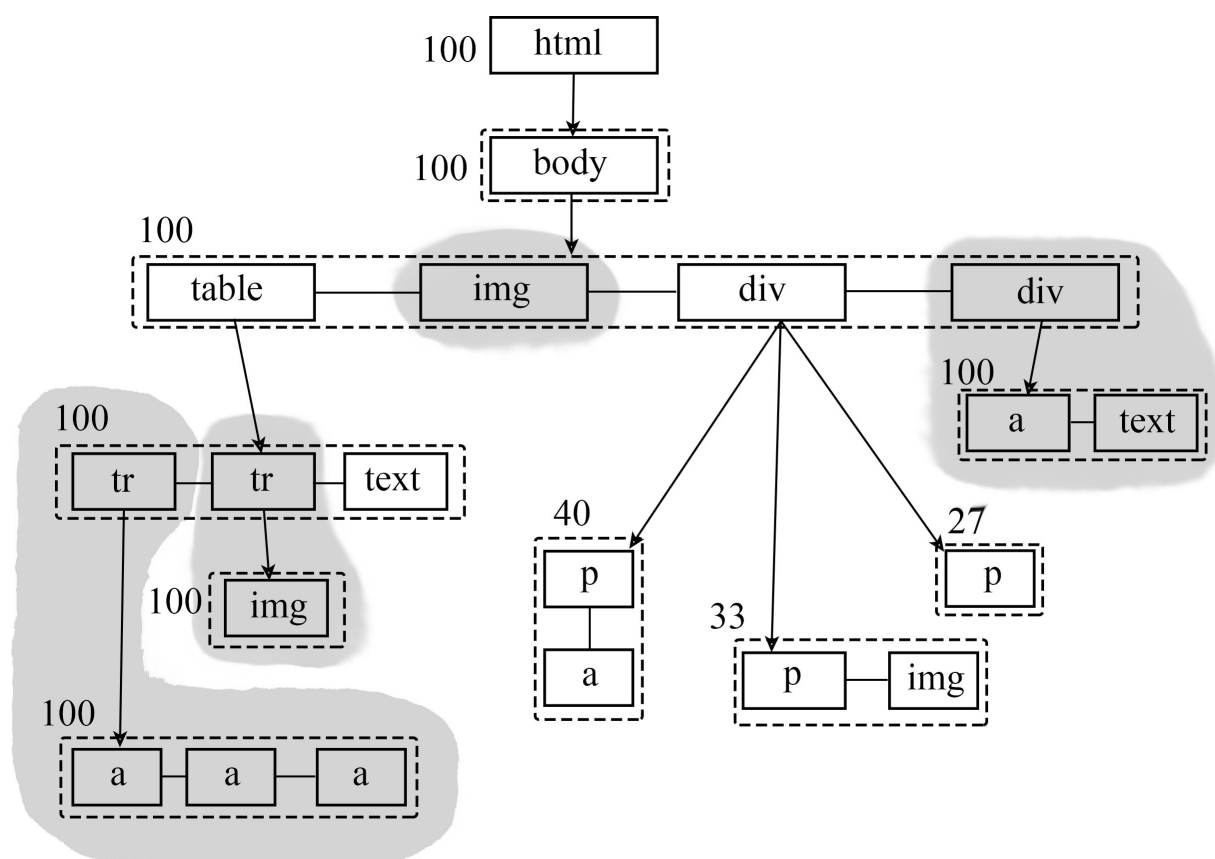 100 html
100 body
100
table img div div
100
a text
100
tr tr text
40
27
p
p
100 img
33
a
p img
100
a a a